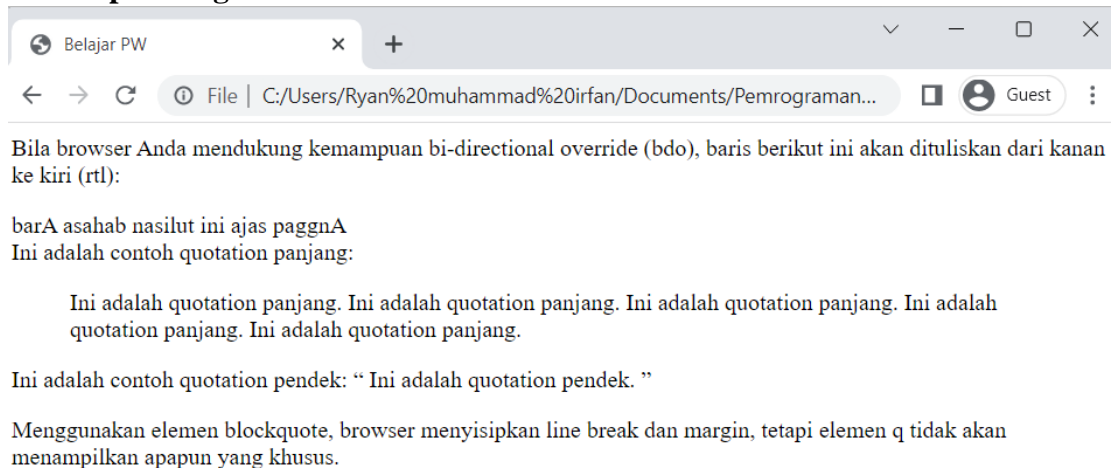 Belajar PW
File | C:/Users/Ryan%20muhammad%20irfan/Documents/Pemrograman...
Guest
Bila browser Anda mendukung kemampuan bi-directional override (bdo), baris berikut ini akan dituliskan dari kanan
ke kiri (rtl):
barA asahab nasilut ini ajas paggnA
Ini adalah contoh quotation panjang:
Ini adalah quotation panjang. Ini adalah quotation panjang. Ini adalah quotation panjang. Ini adalah
quotation panjang. Ini adalah quotation panjang.
Ini adalah contoh quotation pendek: “ Ini adalah quotation pendek. ”
Menggunakan elemen blockquote, browser menyisipkan line break dan margin, tetapi elemen q tidak akan
menampilkan apapun yang khusus.